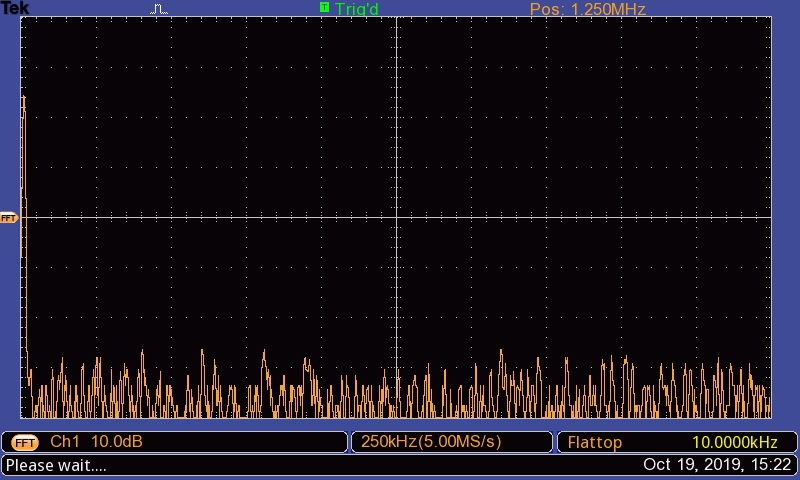 Tek T Trig'd Pos: 1.250MHz
FFT
FFT Ch1 10.0dB 250kHz(5.00MS/s) Flattop 10.0000kHz
Please wait.... Oct 19, 2019, 15:22